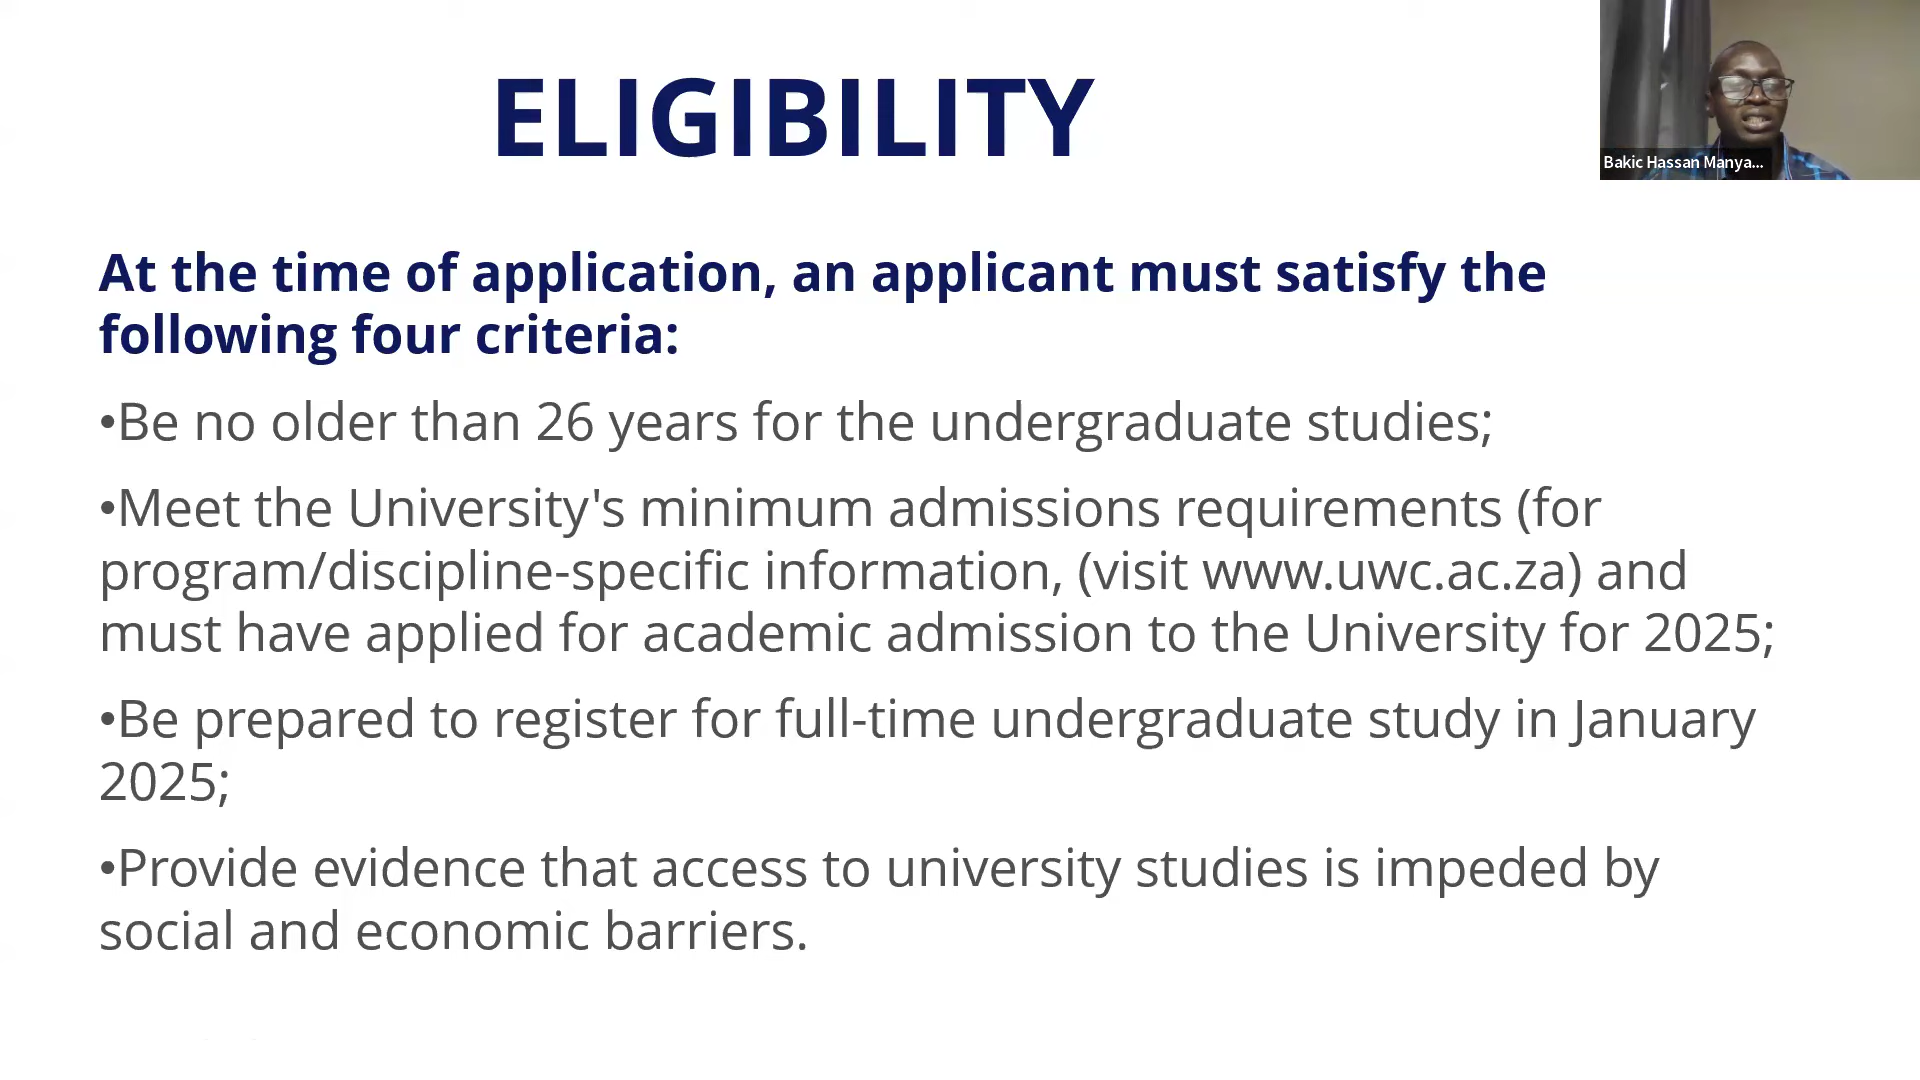 ELIGIBILITY
Bakic Hassan Manya...
At the time of application, an applicant must satisfy the
following four criteria:
•Be no older than 26 years for the undergraduate studies;
•Meet the University's minimum admissions requirements (for
program/discipline-specific information, (visit www.uwc.ac.za) and
must have applied for academic admission to the University for 2025;
•Be prepared to register for full-time undergraduate study in January
2025;
•Provide evidence that access to university studies is impeded by
social and economic barriers.